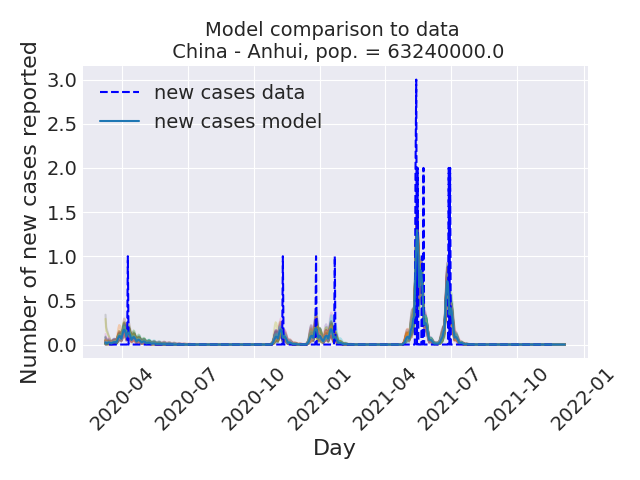 Model comparison to data
China - Anhui, pop. = 63240000.0
Number of new cases reported
3.0
2.5
2.0
1.5
1.0
0.5
0.0
new cases data
new cases model
2020-04
2020-07
2020-10
2021-01
2021-04
2021-07
2021-10
2022-01
Day